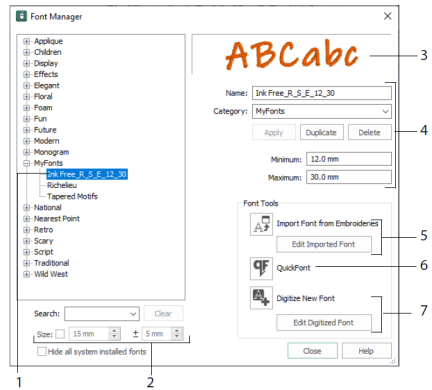 Font Manager
Applique
Children
Display
Effects
Elegant
Floral
Foam
Fun
Future
Modern
Monogram
MyFonts
Ink Free_R_S_E_12_30
Richelieu
Tapered Motifs
National
Nearest Point
Retro
Scary
Script
Traditional
Wild West
Search:
Clear
Size:
15 mm
± 5 mm
Hide all system installed fonts
1
2
ABCabc
3
Name: Ink Free_R_S_E_12_30
Category: MyFonts
Apply Duplicate Delete
4
Minimum: 12.0 mm
Maximum: 30.0 mm
Font Tools
Import Font from Embroideries
Edit Imported Font
5
QuickFont
6
Digitize New Font
Edit Digitized Font
7
Close Help